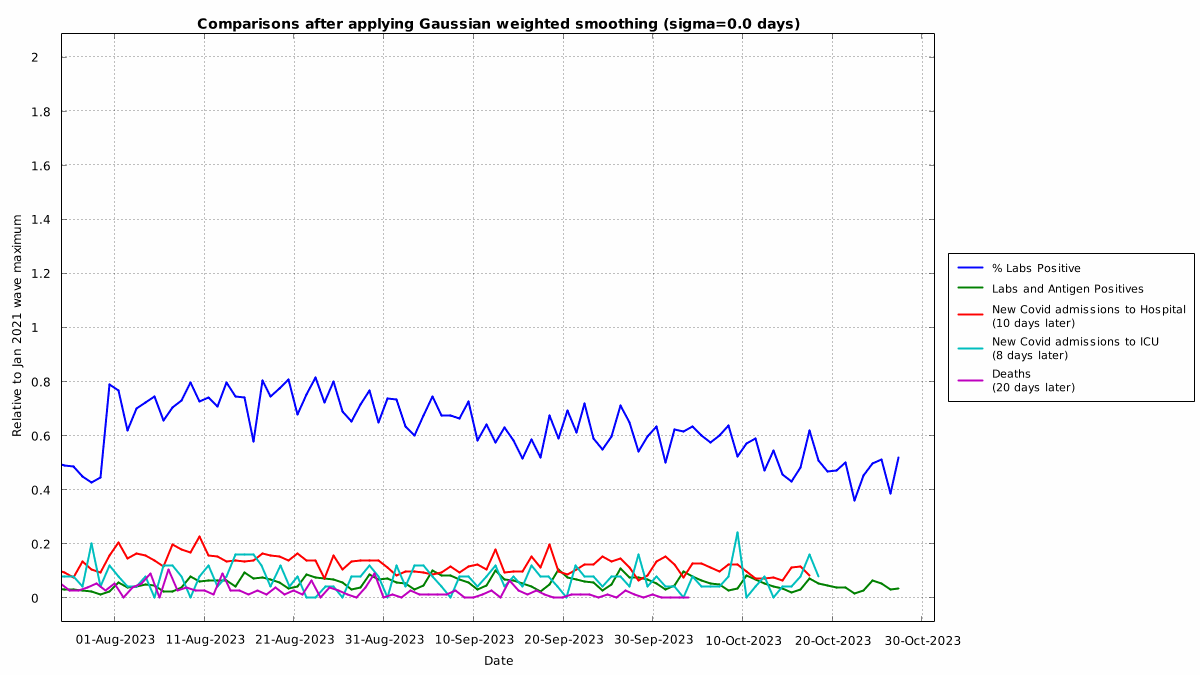 Comparisons after applying Gaussian weighted smoothing (sigma=0.0 days)
2
1.8
1.6
1.4
1.2
1
0.8
0.6
0.4
0.2
0
Relative to Jan 2021 wave maximum
01-Aug-2023 11-Aug-2023 21-Aug-2023 31-Aug-2023 10-Sep-2023 20-Sep-2023 30-Sep-2023 10-Oct-2023 20-Oct-2023 30-Oct-2023
Date
% Labs Positive
Labs and Antigen Positives
New Covid admissions to Hospital
(10 days later)
New Covid admissions to ICU
(8 days later)
Deaths
(20 days later)